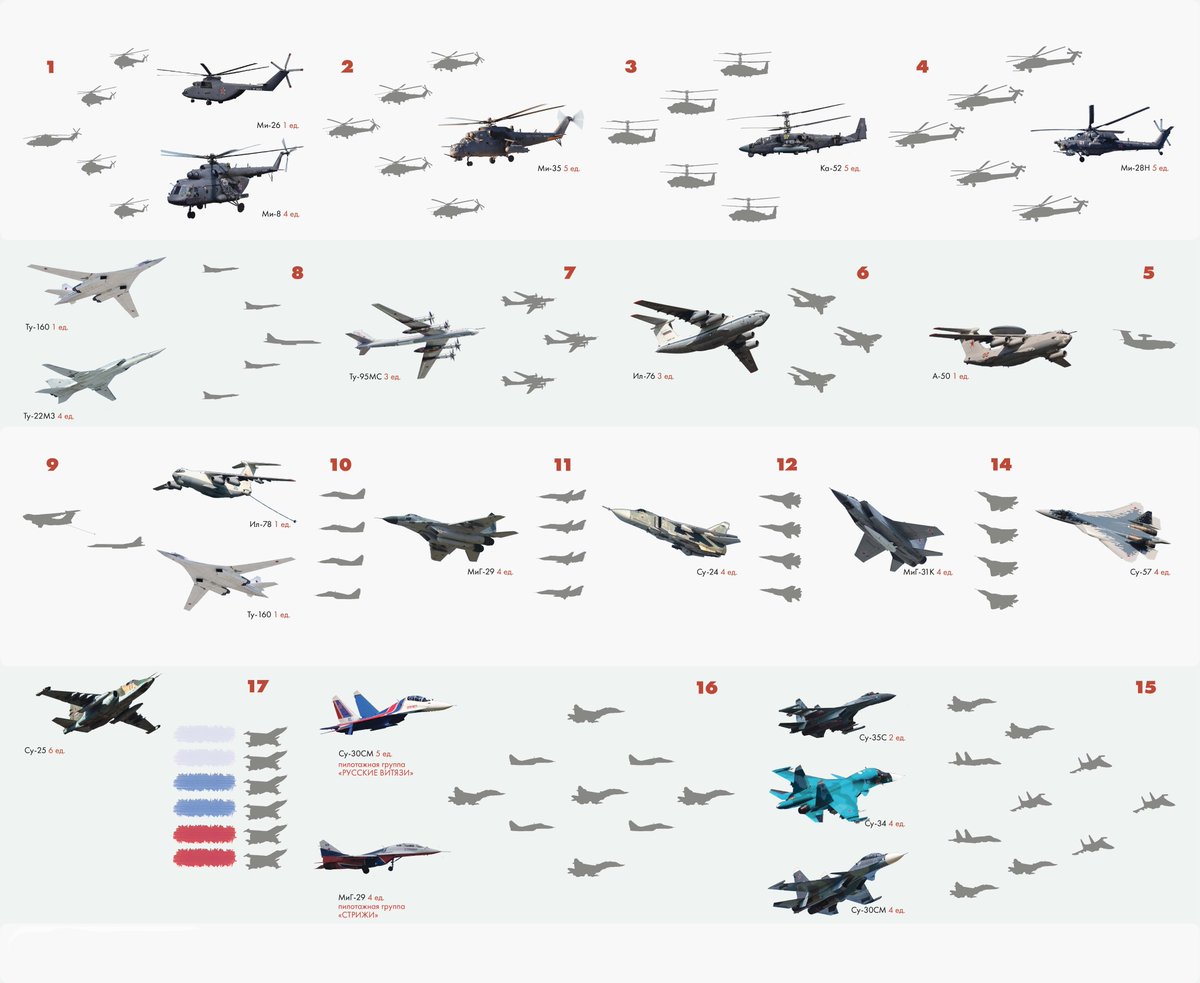 1
2
3
4
Ми-26 1 ед.
Ми-8 4 ед.
Ми-35 5 ед.
Ка-52 5 ед.
Ми-28Н 5 ед.
8
7
6
5
Ту-160 1 ед.
Ту-22М3 4 ед.
Ту-95МС 3 ед.
Ил-76 3 ед.
А-50 1 ед.
9
10
11
12
14
Ил-78 1 ед.
Ту-160 1 ед.
МиГ-29 4 ед.
Су-24 4 ед.
МиГ-31К 4 ед.
Су-57 4 ед.
17
16
15
Су-25 6 ед.
Су-30СМ 5 ед.
пилотажная группа
«РУССКИЕ ВИТЯЗИ»
МиГ-29 4 ед.
пилотажная группа
«СТРИЖИ»
Су-35С 2 ед.
Су-34 4 ед.
Су-30СМ 4 ед.